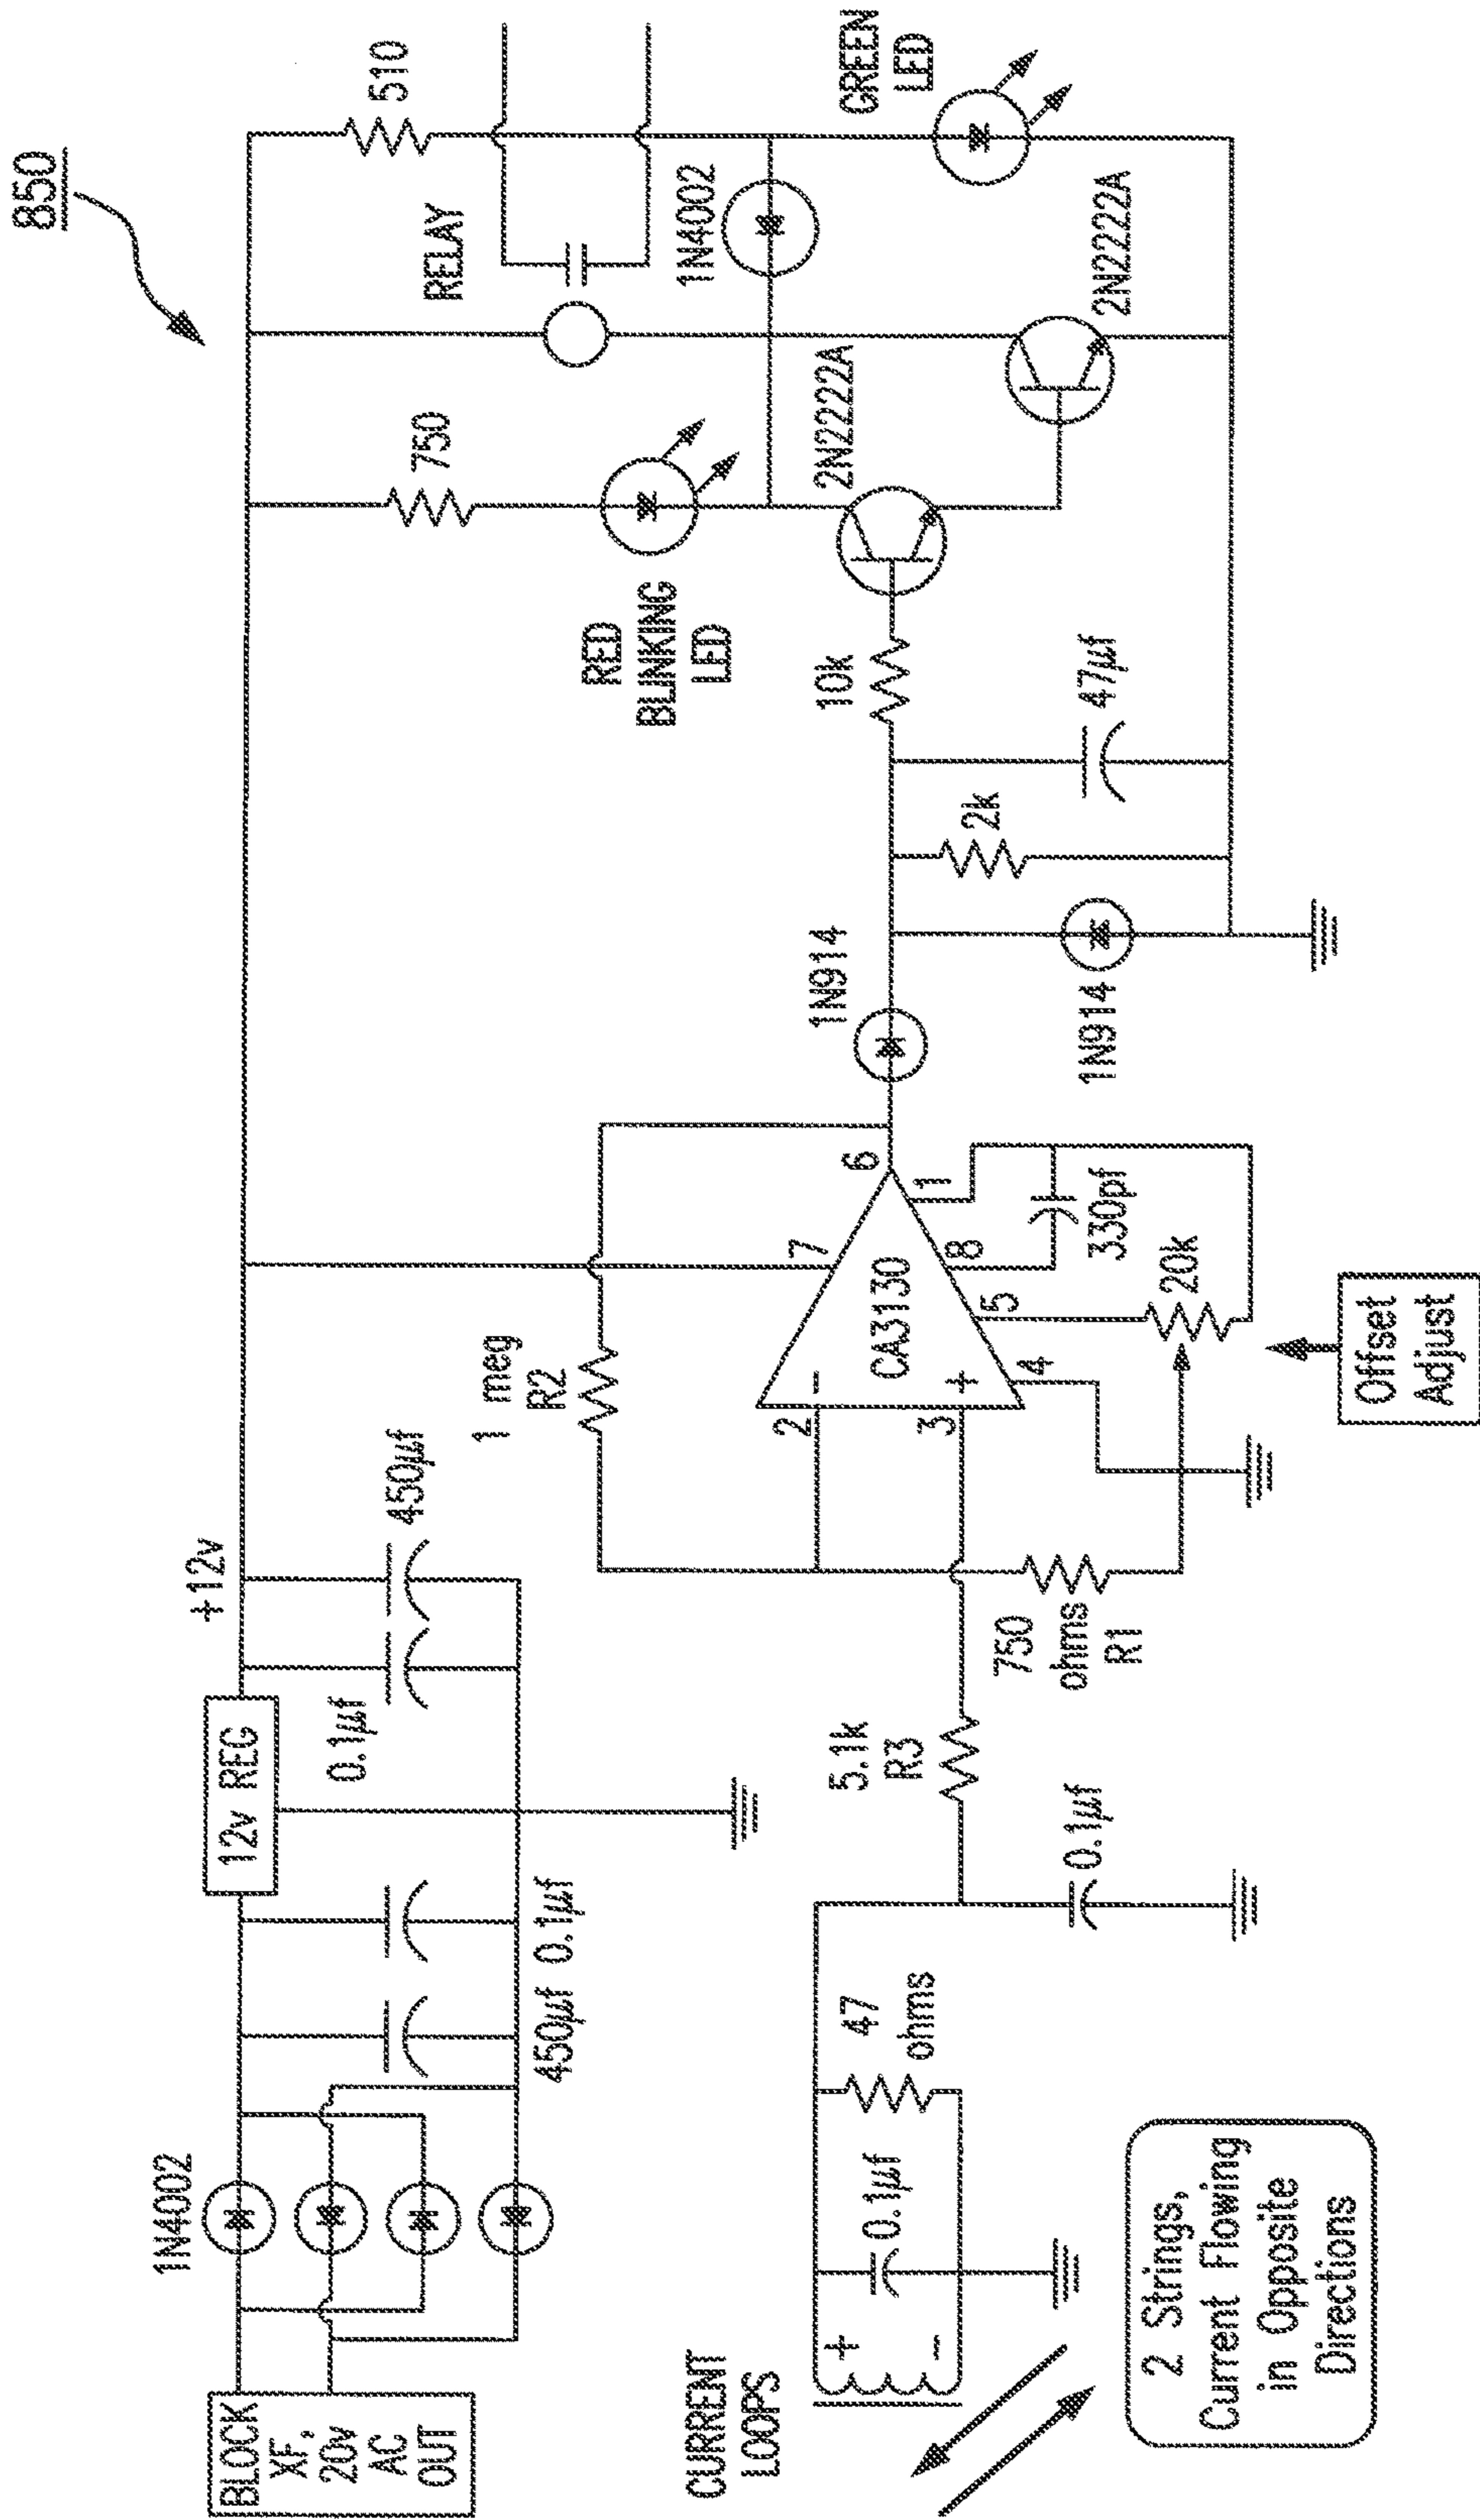 850
BLOCK
XF,
20v
AC
OUT
1N4002
450µf
0.1µf
12v REG
0.1µf
+12v
450µf
1 meg
R2
7
2
−
3
+
CA3130
6
1
8
5
4
330pf
20k
Offset
Adjust
CURRENT
LOOPS
+
−
0.1µf
47
ohms
0.1µf
5.1k
R3
750
ohms
R1
2 Strings,
Current Flowing
in Opposite
Directions
1N914
1N914
2k
47µf
10k
RED
BLINKING
LED
750
2N2222A
2N2222A
RELAY
1N4002
510
GREEN
LED